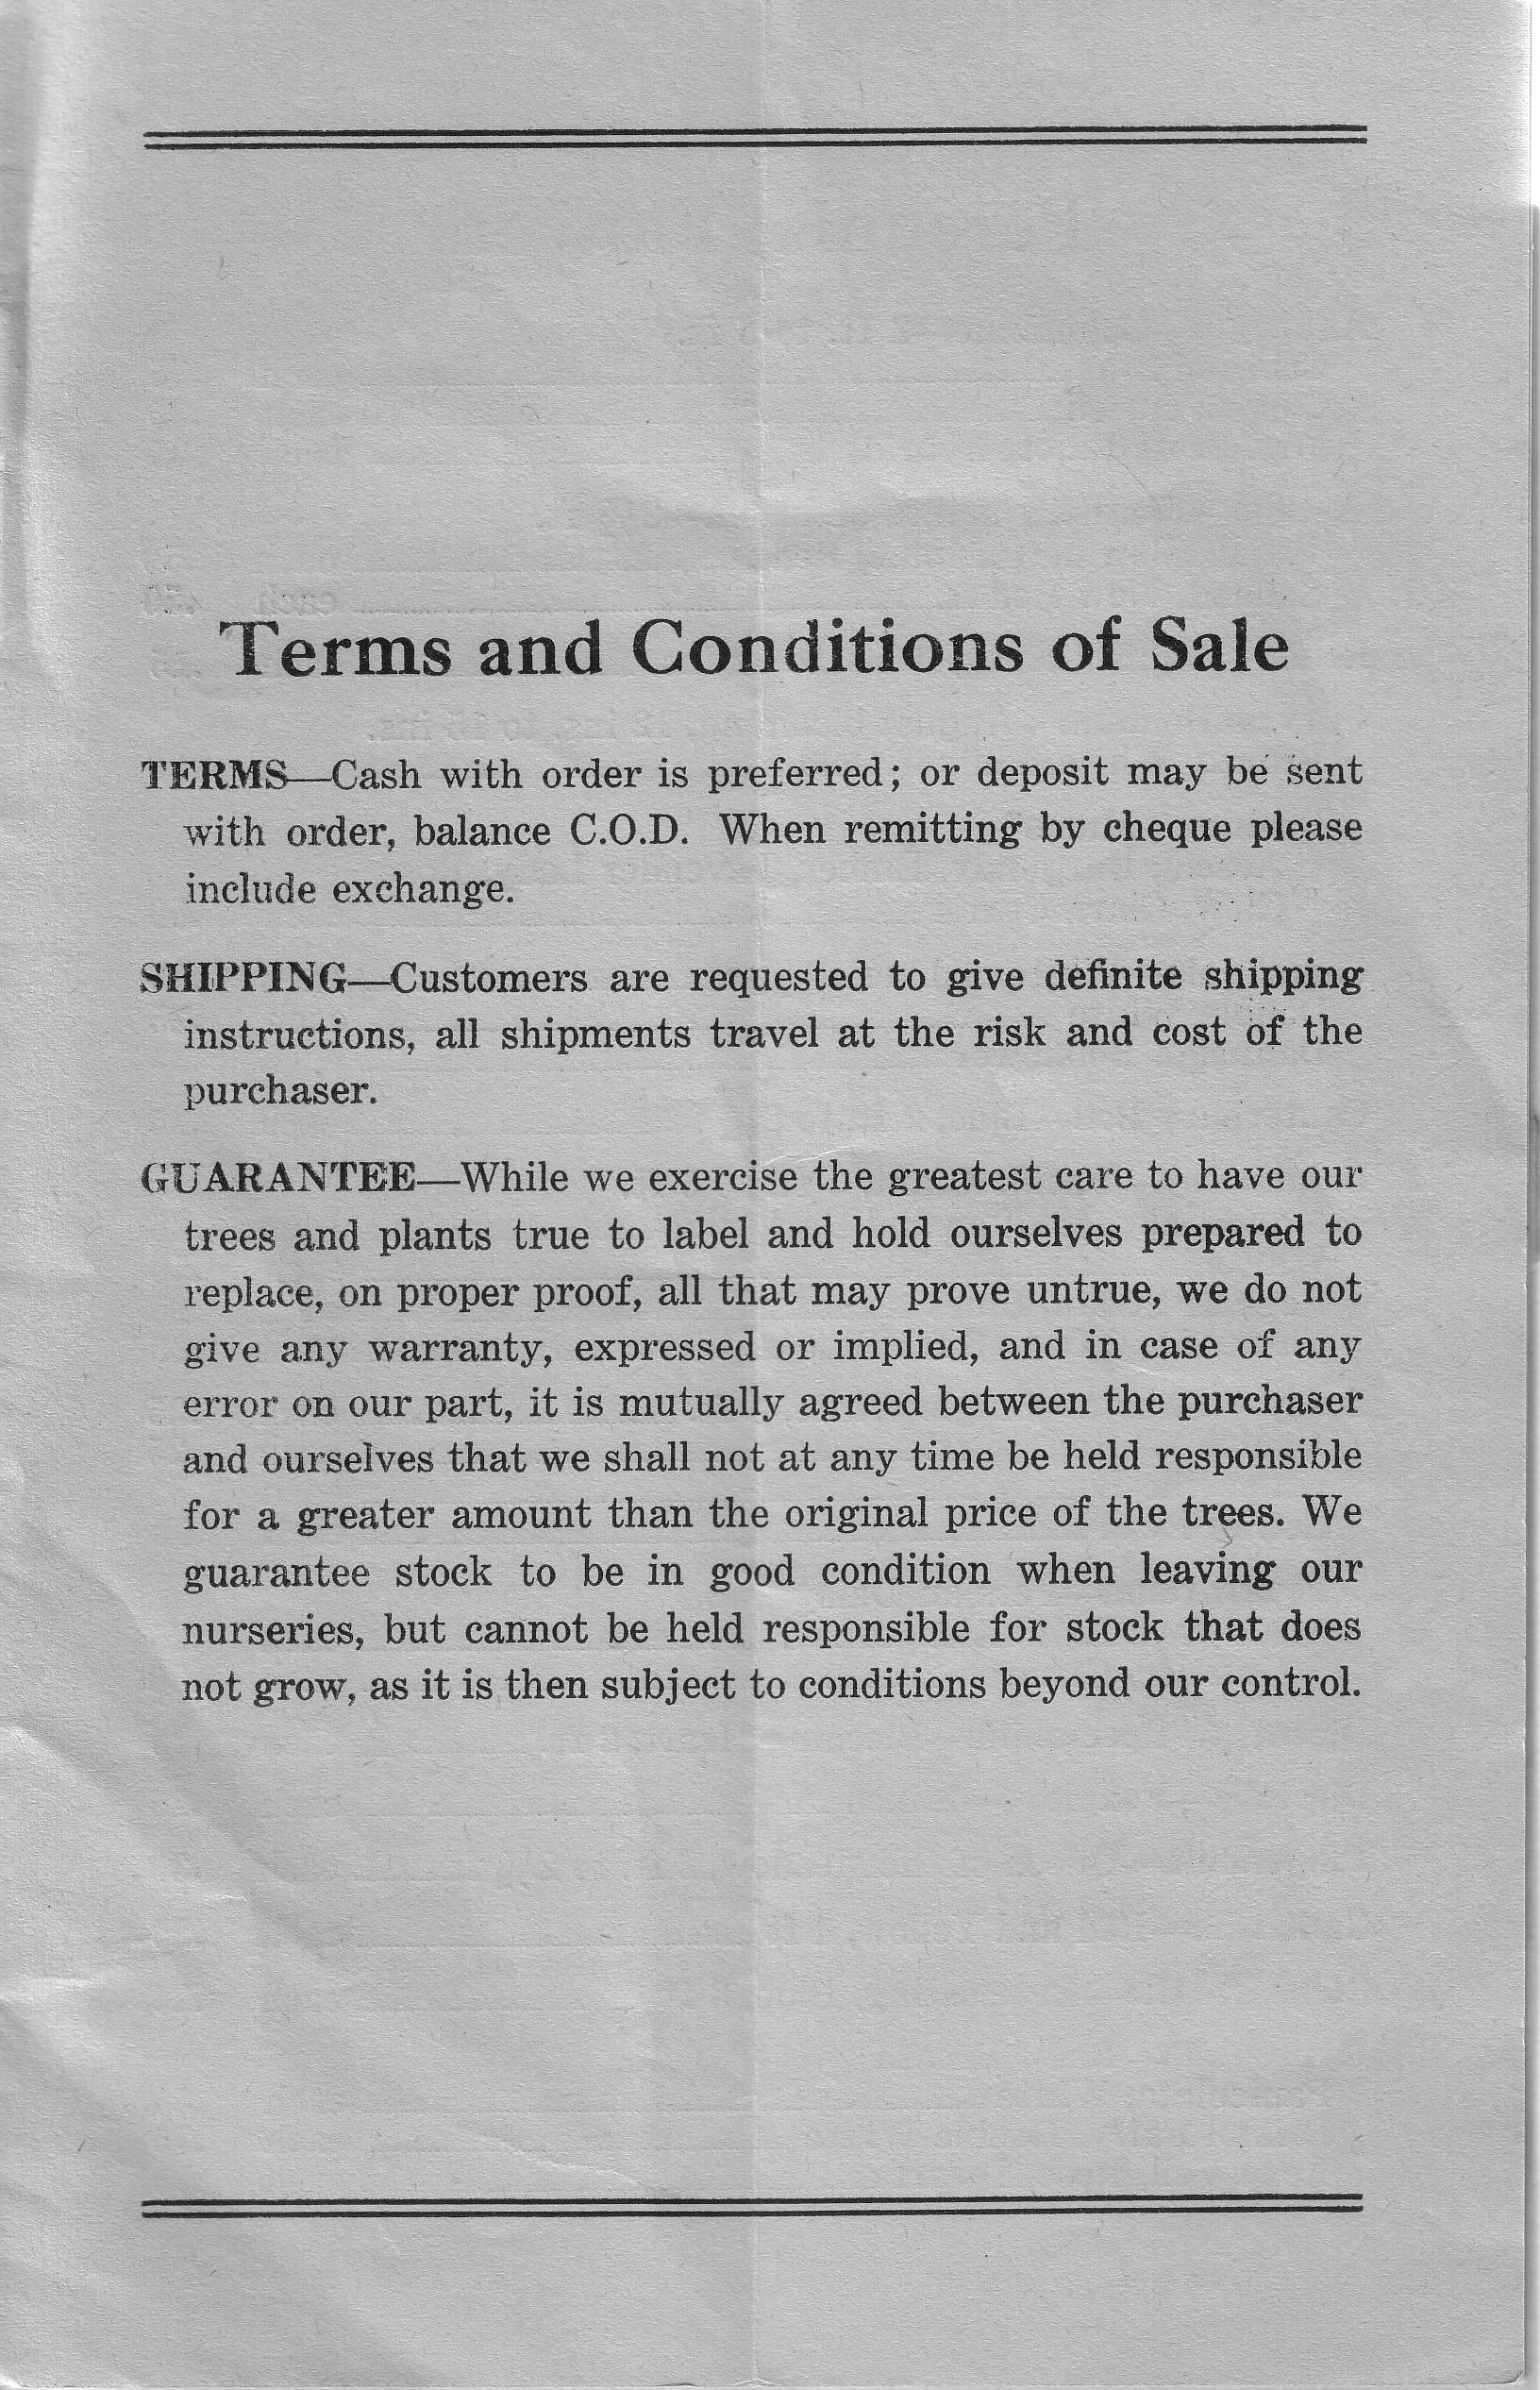 Terms and Conditions of Sale
TERMS—Cash with order is preferred; or deposit may be sent
with order, balance C.O.D. When remitting by cheque please
include exchange.
SHIPPING—Customers are requested to give definite shipping
instructions, all shipments travel at the risk and cost of the
purchaser.
GUARANTEE—While we exercise the greatest care to have our
trees and plants true to label and hold ourselves prepared to
replace, on proper proof, all that may prove untrue, we do not
give any warranty, expressed or implied, and in case of any
error on our part, it is mutually agreed between the purchaser
and ourselves that we shall not at any time be held responsible
for a greater amount than the original price of the trees. We
guarantee stock to be in good condition when leaving our
nurseries, but cannot be held responsible for stock that does
not grow, as it is then subject to conditions beyond our control.